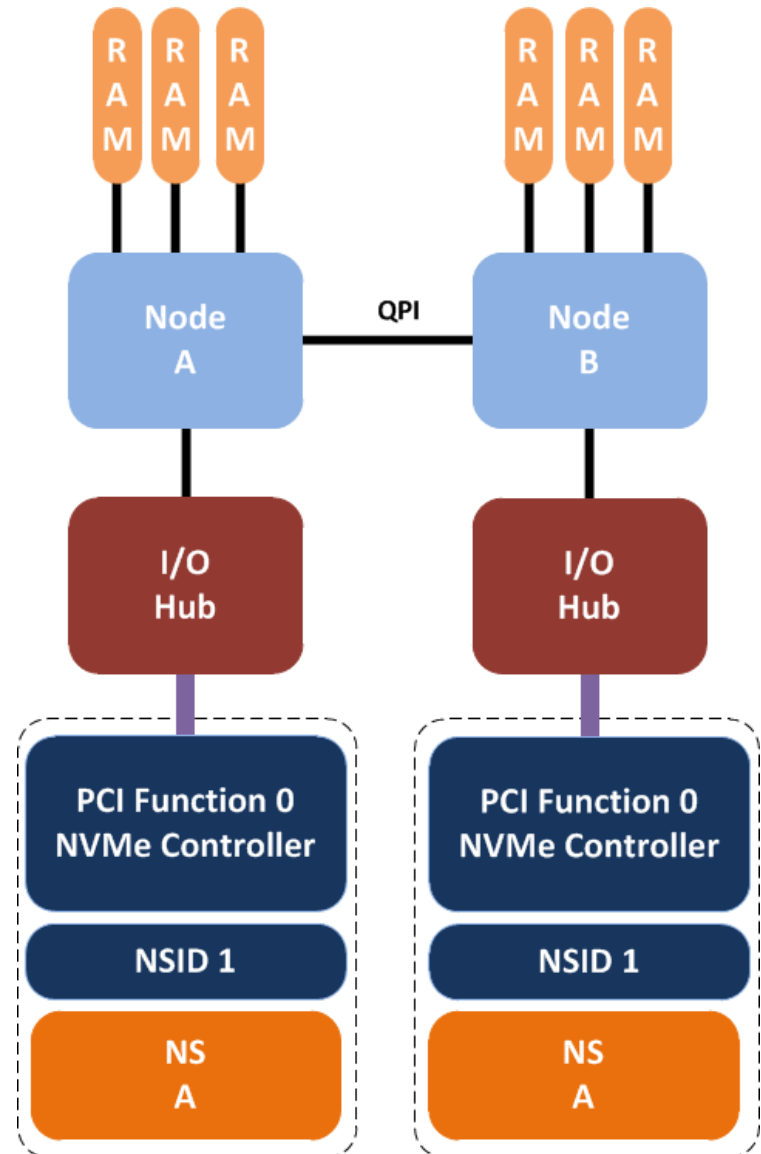 R R R
A A A
M M M
R R R
A A A
M M M
Node
A
QPI
Node
B
I/O
Hub
I/O
Hub
PCI Function 0
NVMe Controller
NSID 1
NS
A
PCI Function 0
NVMe Controller
NSID 1
NS
A